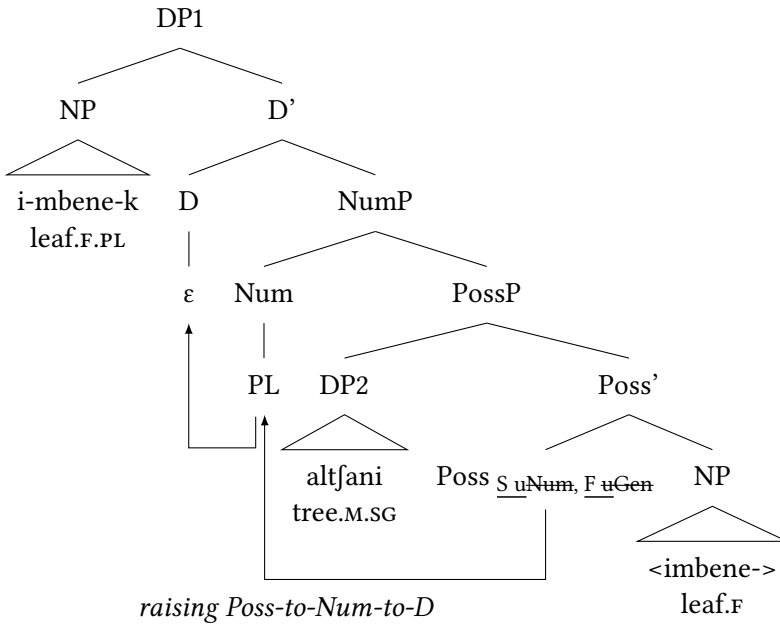 DP1
NP D’
i-mbene-k D NumP
leaf.F.PL
ε Num PossP
PL DP2 Poss’
altʃani Poss S uNum, F uGen NP
tree.M.SG
<imbene->
raising Poss-to-Num-to-D leaf.F